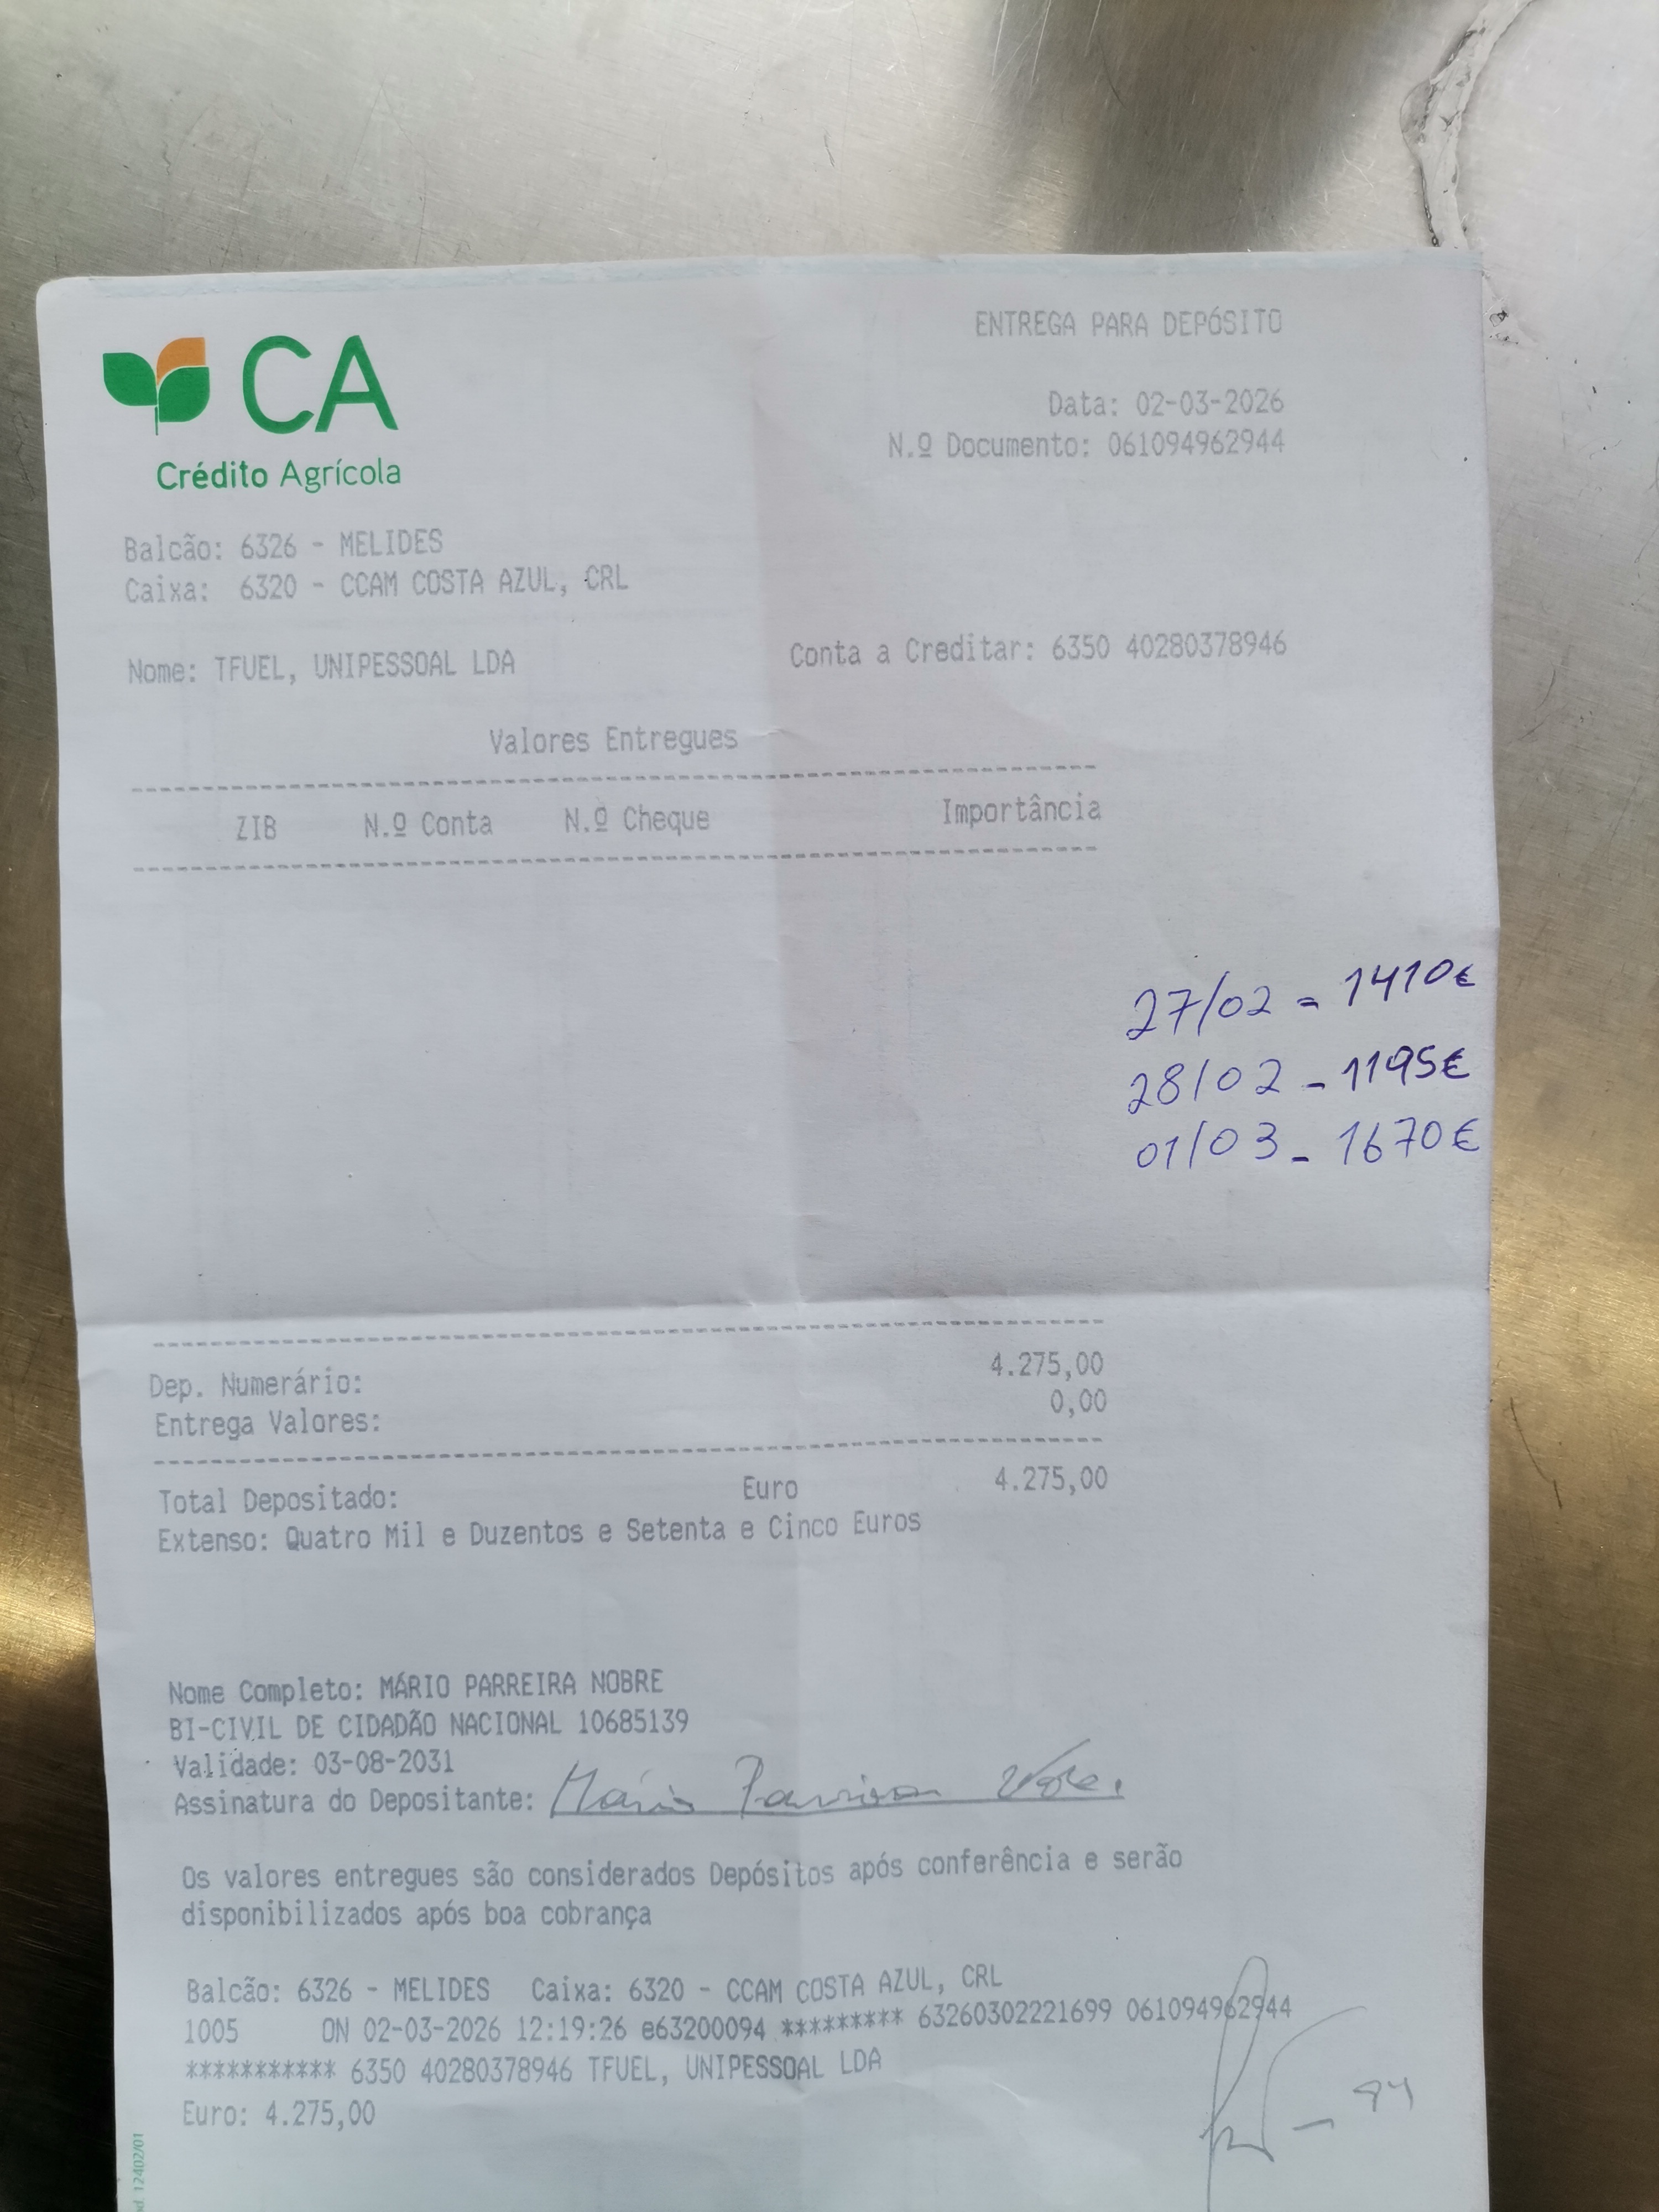 CA
Crédito Agrícola
ENTREGA PARA DEPÓSITO
Data: 02-03-2026
N.º Documento: 061094962944
Balcão: 6326 - MELIDES
Caixa: 6320 - CCAM COSTA AZUL, CRL
Nome: TFUEL, UNIPESSOAL LDA Conta a Creditar: 6350 40280378946
Valores Entregues
ZIB N.º Conta N.º Cheque Importância
27/02 - 1410€
28/02 - 1195€
01/03 - 1670€
Dep. Numerário: 4.275,00
Entrega Valores: 0,00
Total Depositado: Euro 4.275,00
Extenso: Quatro Mil e Duzentos e Setenta e Cinco Euros
Nome Completo: MÁRIO PARREIRA NOBRE
BI-CIVIL DE CIDADÃO NACIONAL 10685139
Validade: 03-08-2031
Assinatura do Depositante: Mário Parreira Nobre
Os valores entregues são considerados Depósitos após conferência e serão
disponibilizados após boa cobrança
Balcão: 6326 - MELIDES Caixa: 6320 - CCAM COSTA AZUL, CRL
1005 ON 02-03-2026 12:19:26 e63200094 ********* 63260302221699 061094962944
*********** 6350 40280378946 TFUEL, UNIPESSOAL LDA
Euro: 4.275,00
12402/01